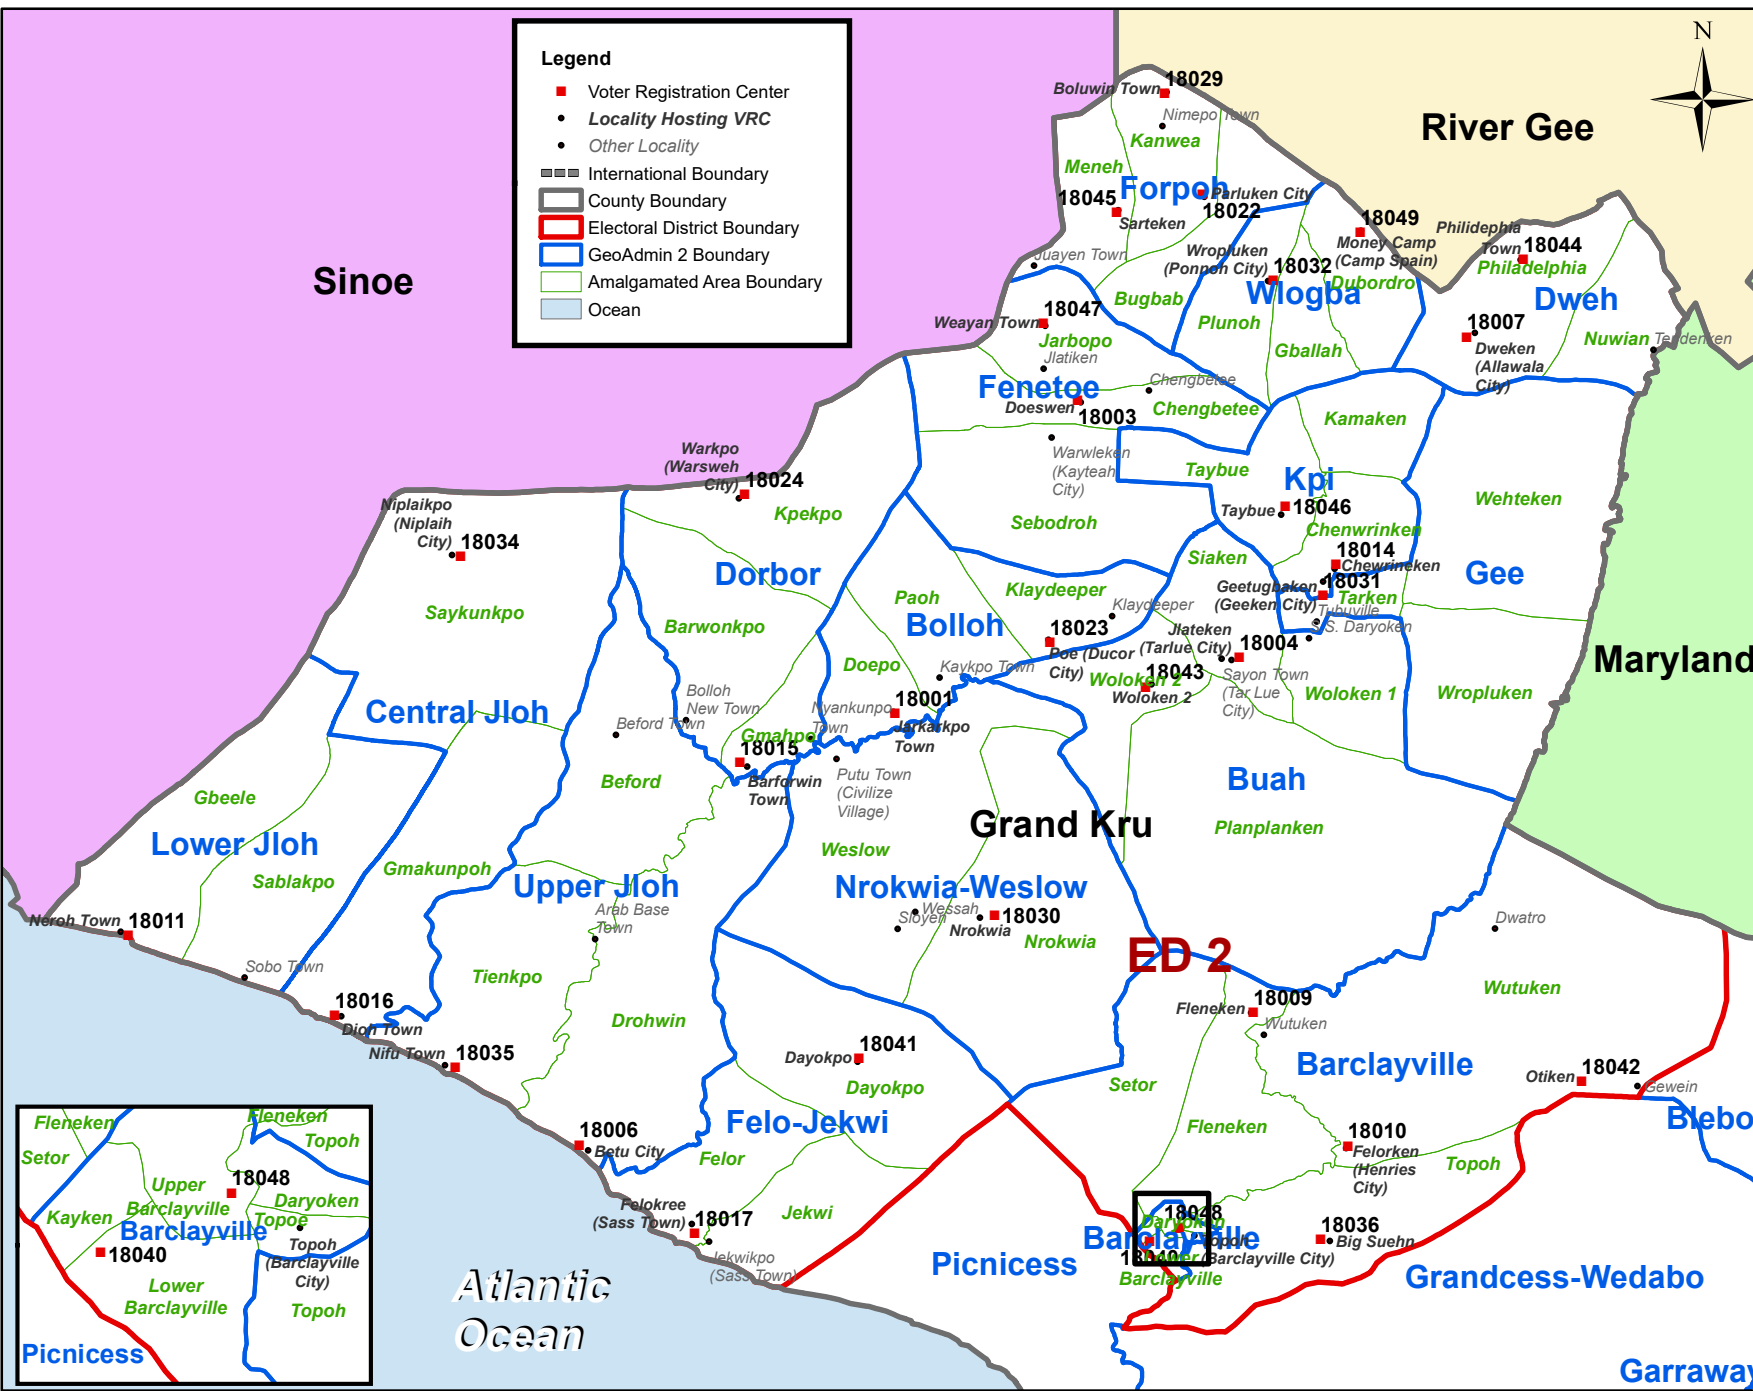 Legend
Voter Registration Center
Locality Hosting VRC
Other Locality
International Boundary
County Boundary
Electoral District Boundary
GeoAdmin 2 Boundary
Amalgamated Area Boundary
Ocean
N
River Gee
Sinoe
Maryland
Grand Kru
ED 2
Atlantic
Ocean
Boluwin Town
18029
Nimepo Town
Kanwea
Meneh
Forpoh
18045
Sarteken
Parluken City
18022
Juayen Town
Bugbab
Wropluken
(Ponpon City)
18032
Wlogba
Plunoh
Gballah
18049
Money Camp
(Camp Spain)
Dubordro
Philidephia
Town
18044
Philadelphia
Dweh
18007
Dweken
(Allawala
City)
Nuwian
Tendenken
Weayan Town
18047
Jarbopo
Jlatiken
Fenetoe
Doeswen
18003
Chengbetee
Chengbetee
Warwleken
(Kayteah
City)
Sebodroh
Kamaken
Taybue
Kpi
Taybue
18046
Chenwrinken
18014
Chewrineken
Siaken
Geetugbaken
(Geeken City)
18031
Tarken
Tubuville
S.S. Daryoken
Wehteken
Gee
Wropluken
Warkpo
(Warsweh
City)
18024
Kpekpo
Dorbor
Barwonkpo
Niplaikpo
(Niplaih
City)
18034
Saykunkpo
Paoh
Bolloh
Klaydeeper
Klaydeeper
18023
Poe (Ducor
City)
Doepo
Kaykpo Town
Jlateken
(Tarlue City)
18004
Woloken 2
18043
Woloken 2
Sayon Town
(Tar Lue
City)
Woloken 1
Central Jloh
Bolloh
New Town
Beford Town
Nyankunpo
Town
18001
Jarkarkpo
Town
Gmahpo
18015
Barforwin
Town
Putu Town
(Civilize
Village)
Beford
Gbeele
Lower Jloh
Sablakpo
Gmakunpoh
Upper Jloh
Arab Base
Town
Tienkpo
Drohwin
Weslow
Nrokwia-Weslow
Wessah
Sloyen
Nrokwia
18030
Nrokwia
Buah
Planplanken
Dwatro
Wutuken
Neroh Town
18011
Sobo Town
18016
Dion Town
Nifu Town
18035
Dayokpo
18041
Dayokpo
Felo-Jekwi
Felor
Jekwi
18006
Betu City
Felokree
(Sass Town)
18017
Jekwikpo
(Sass Town)
Fleneken
18009
Wutuken
Barclayville
Setor
Fleneken
Otiken
18042
Gewein
Blebo
18010
Felorken
(Henries
City)
Topoh
18036
Big Suehn
Picnicess
18048
Daryoken
Barclayville
Topoh
(Barclayville City)
18040
Lower
Barclayville
Grandcess-Wedabo
Garraway
Fleneken
Fleneken
Topoh
Setor
Upper
Barclayville
18048
Daryoken
Kayken
Topoe
Barclayville
18040
Topoh
(Barclayville
City)
Lower
Barclayville
Topoh
Picnicess